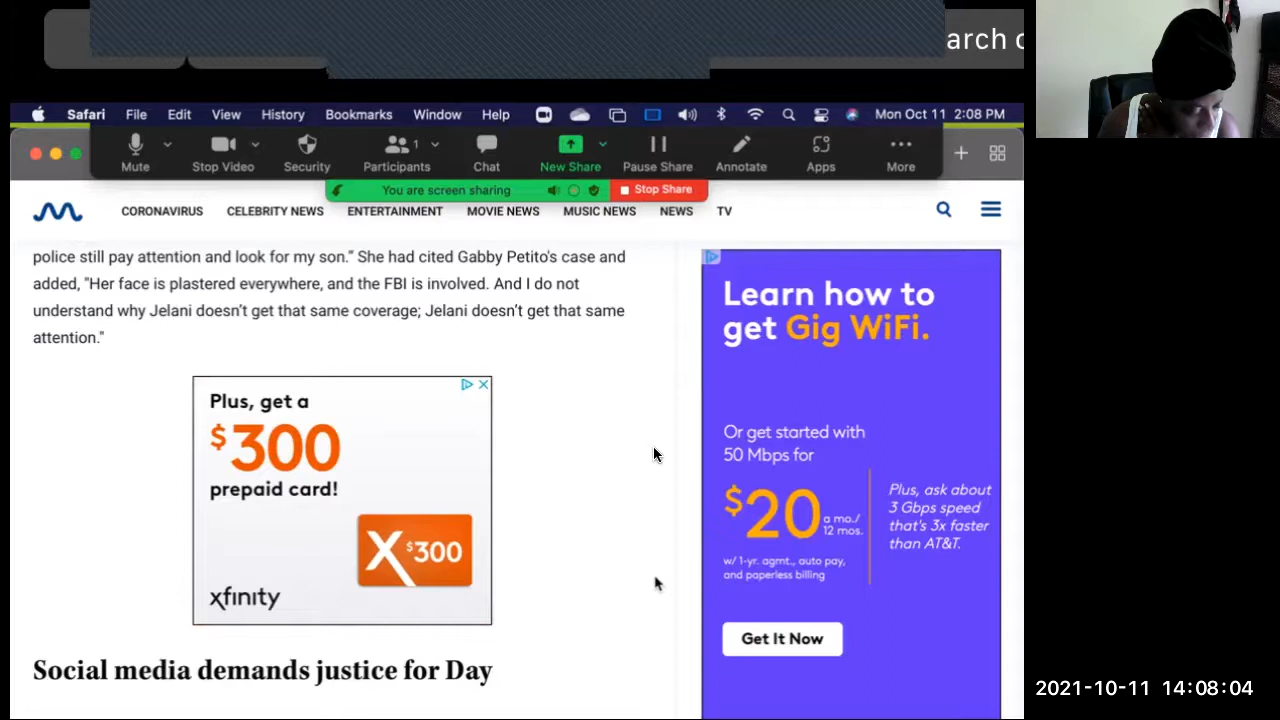 arch o
Safari File Edit View History Bookmarks Window Help Mon Oct 11 2:08 PM
Mute Stop Video Security Participants 1 Chat New Share Pause Share Annotate Apps More
You are screen sharing Stop Share
CORONAVIRUS CELEBRITY NEWS ENTERTAINMENT MOVIE NEWS MUSIC NEWS NEWS TV
police still pay attention and look for my son." She had cited Gabby Petito's case and
added, "Her face is plastered everywhere, and the FBI is involved. And I do not
understand why Jelani doesn't get that same coverage; Jelani doesn't get that same
attention."
Plus, get a
$300
prepaid card!
X $300
xfinity
Social media demands justice for Day
Learn how to
get Gig WiFi.
Or get started with
50 Mbps for
$20 a mo./
12 mos.
Plus, ask about
3 Gbps speed
that's 3x faster
than AT&T.
w/ 1-yr. agmt., auto pay,
and paperless billing
Get It Now
2021-10-11 14:08:04